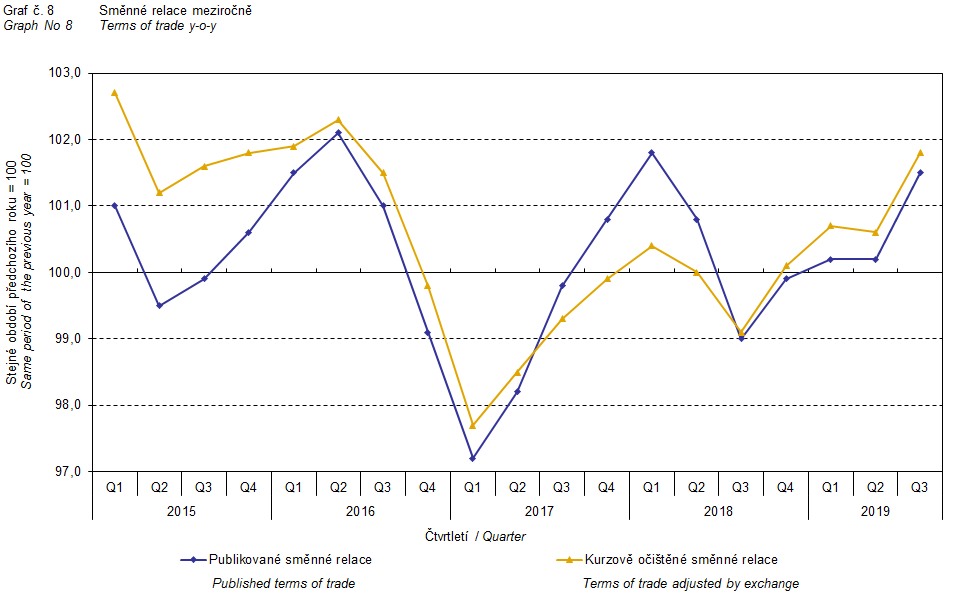 Graf č. 8 Směnné relace meziročně
Graph No 8 Terms of trade y-o-y
Stejné období předchozího roku = 100
Same period of the previous year = 100
103,0
102,0
101,0
100,0
99,0
98,0
97,0
Q1 Q2 Q3 Q4 Q1 Q2 Q3 Q4 Q1 Q2 Q3 Q4 Q1 Q2 Q3 Q4 Q1 Q2 Q3
2015 2016 2017 2018 2019
Čtvrtletí / Quarter
Publikované směnné relace Kurzově očištěné směnné relace
Published terms of trade Terms of trade adjusted by exchange